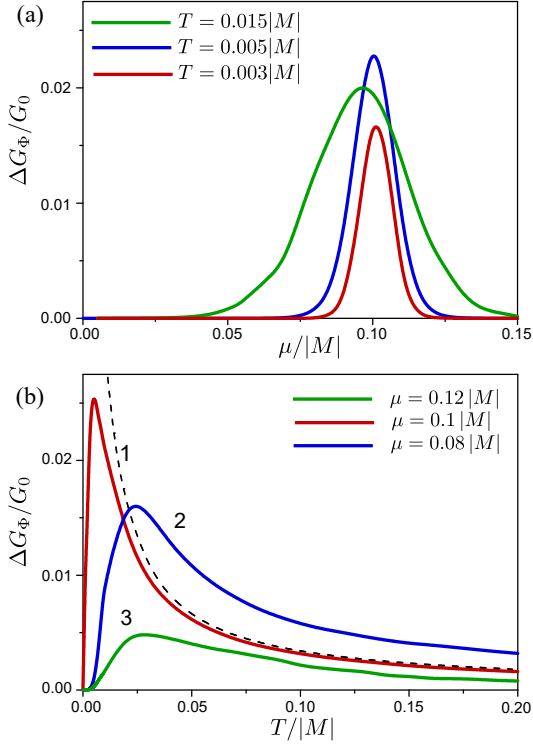 (a)
T = 0.015|M|
T = 0.005|M|
T = 0.003|M|
ΔG_Φ/G_0
0.02
0.01
0.00
0.00 0.05 0.10 0.15
μ/|M|
(b)
μ = 0.12 |M|
μ = 0.1 |M|
μ = 0.08 |M|
1
2
3
ΔG_Φ/G_0
0.02
0.01
0.00
0.00 0.05 0.10 0.15 0.20
T/|M|